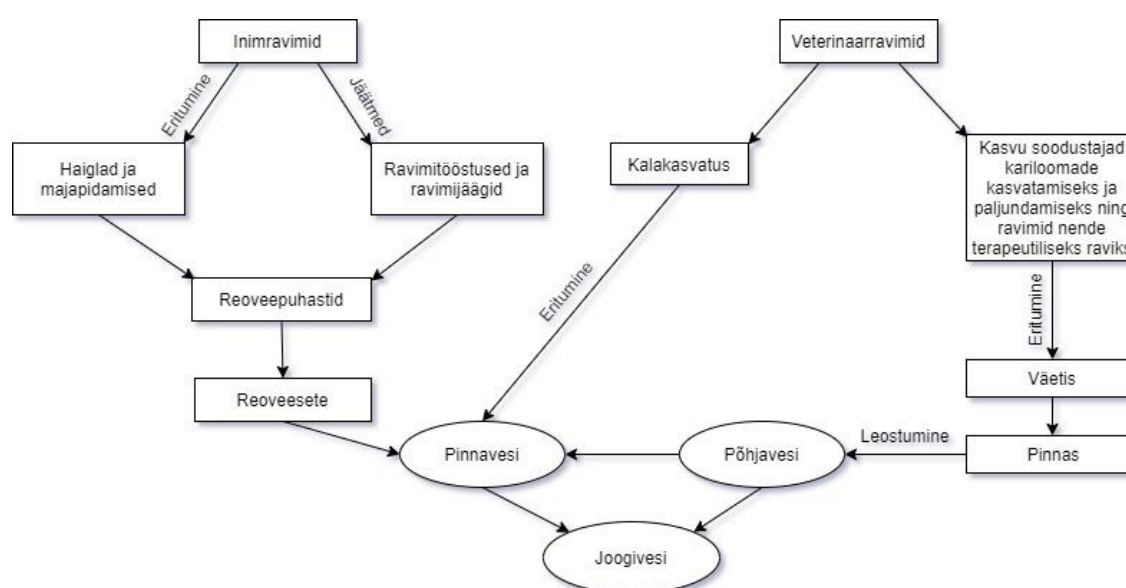 Inimravimid
Veterinaarravimid
Eritumine
Jäätmed
Haiglad ja
majapidamised
Ravimitööstused ja
ravimijäägid
Kalakasvatus
Kasvu soodustajad
kariloomade
kasvatamiseks ja
paljundamiseks ning
ravimid nende
terapeutiliseks raviks
Reoveepuhastid
Eritumine
Eritumine
Reoveesete
Väetis
Pinnavesi
Põhjavesi
Leostumine
Pinnas
Joogivesi